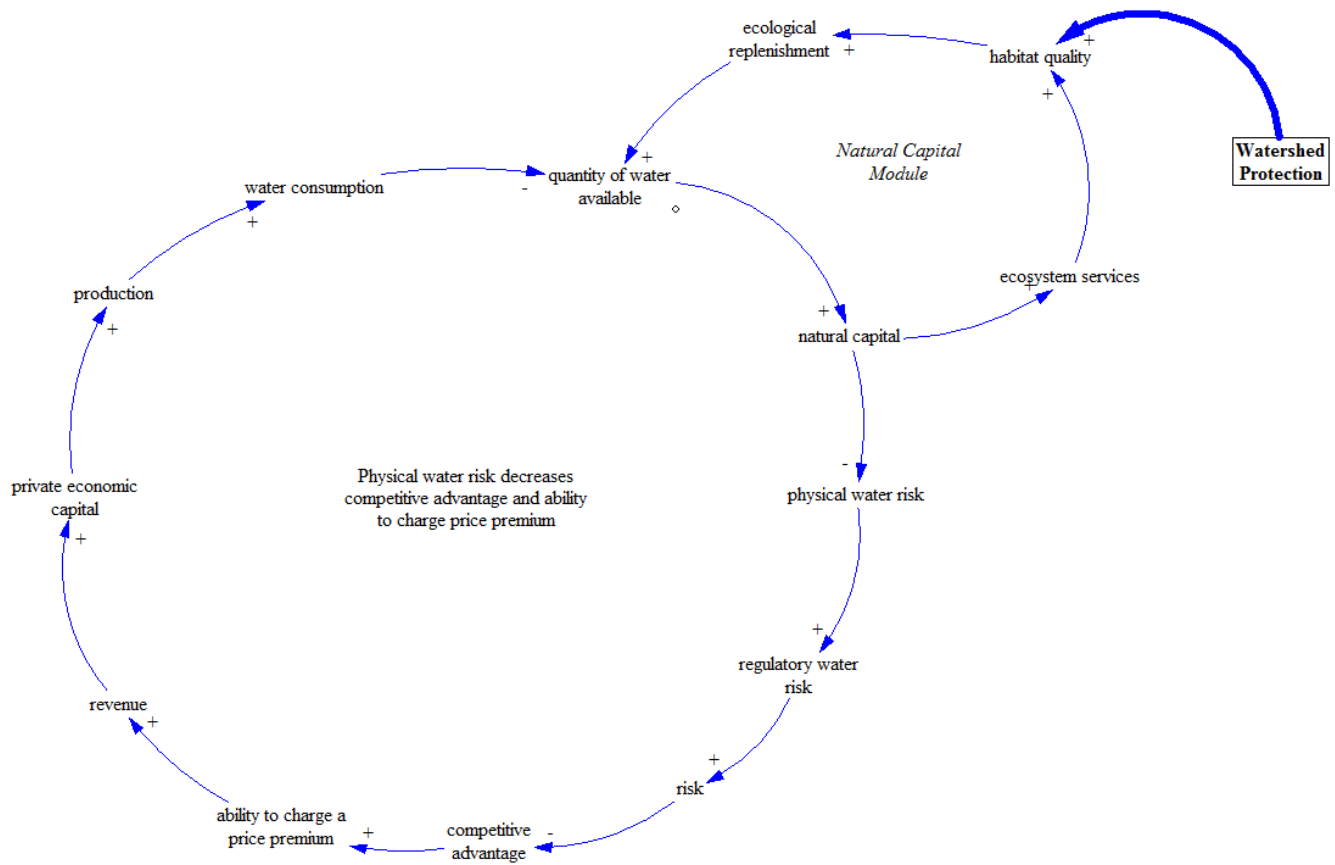 ecological
replenishment
+
+
habitat quality
+
Watershed
Protection
Natural Capital
Module
+
quantity of water
available
-
water consumption
+
production
+
ecosystem services
+
+
natural capital
private economic
capital
+
Physical water risk decreases
competitive advantage and ability
to charge price premium
-
physical water risk
+
regulatory water
risk
revenue
+
+
risk
ability to charge a
price premium
+
competitive
advantage
-